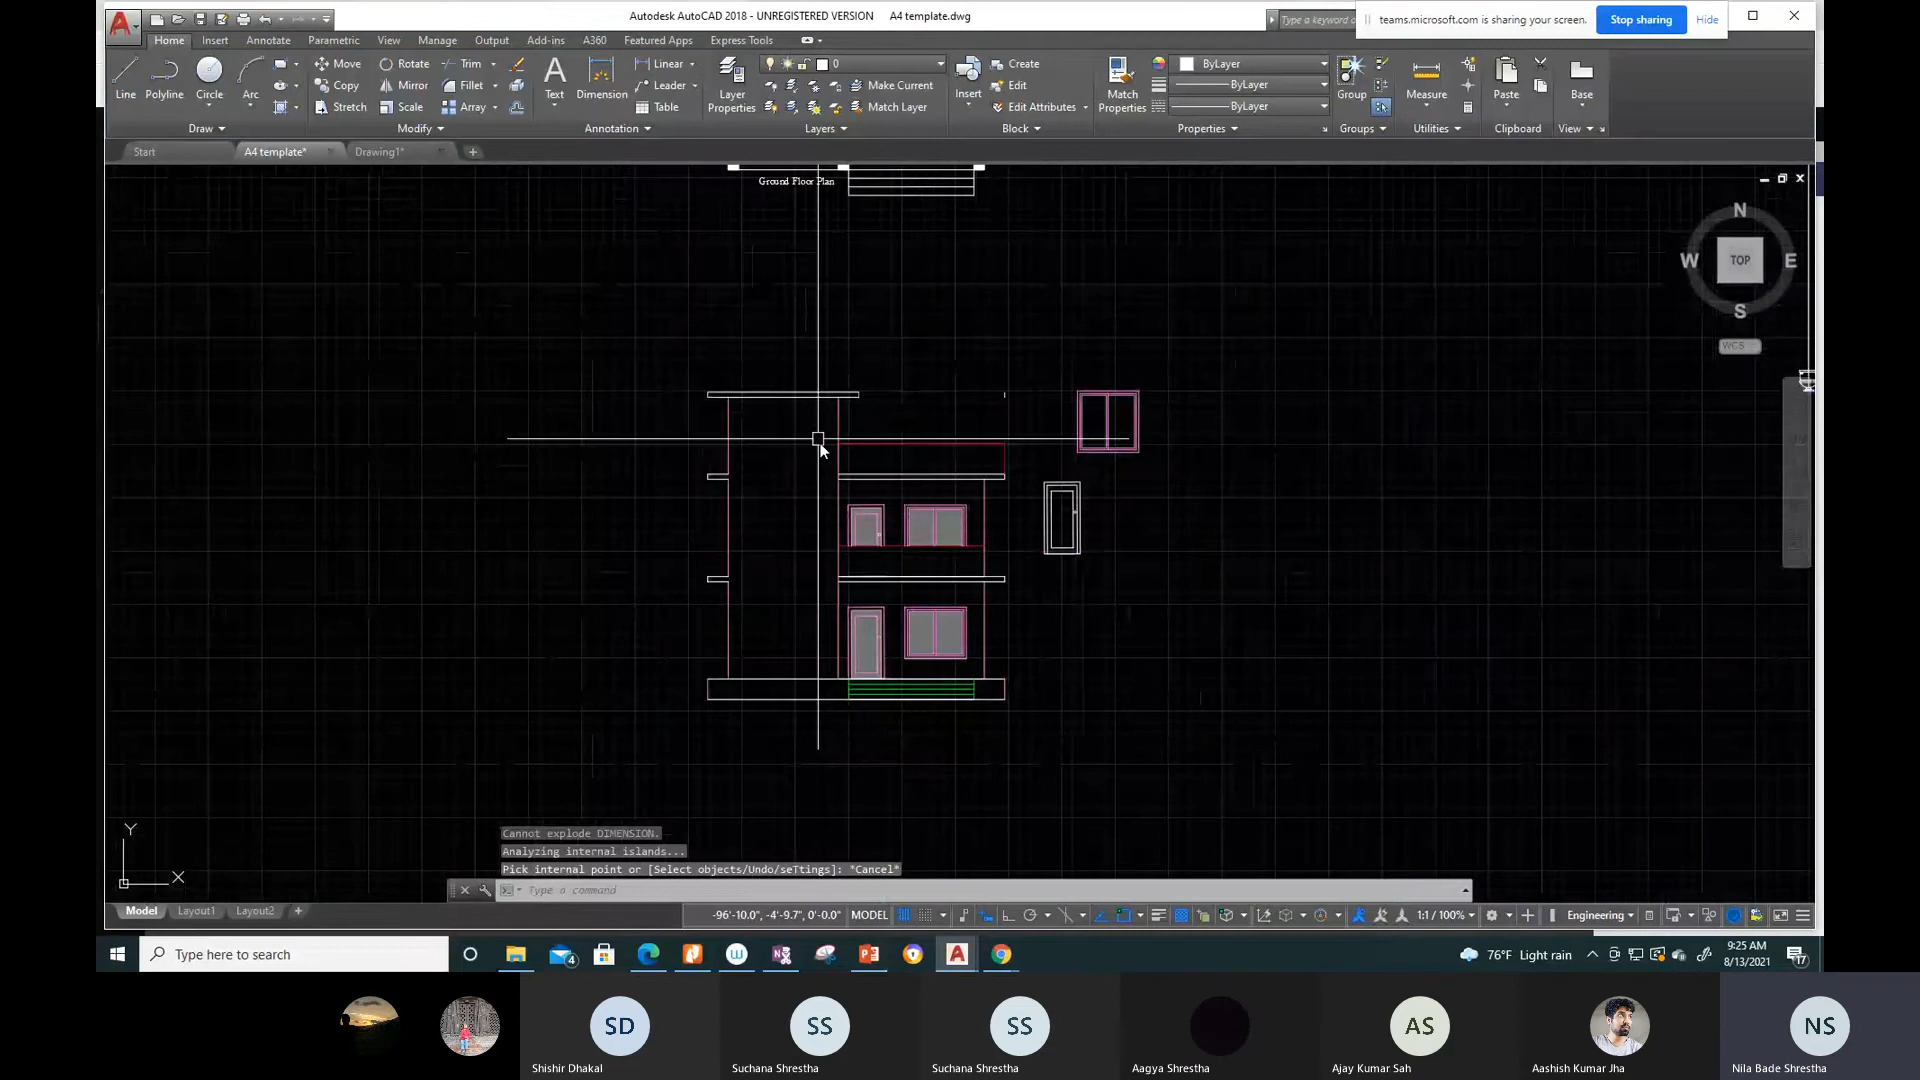 Autodesk AutoCAD 2018 - UNREGISTERED VERSION A4 template.dwg
Type a keyword
teams.microsoft.com is sharing your screen.
Stop sharing
Hide
Home Insert Annotate Parametric View Manage Output Add-ins A360 Featured Apps Express Tools
Line Polyline Circle Arc
Move Rotate Trim
Copy Mirror Fillet
Stretch Scale Array
Text Dimension
Linear
Leader
Table
Layer Properties
0
Make Current
Match Layer
Insert
Create
Edit
Edit Attributes
Match Properties
ByLayer
ByLayer
ByLayer
Group
Measure
Paste
Base
Draw Modify Annotation Layers Block Properties Groups Utilities Clipboard View
Start A4 template* Drawing1*
Ground Floor Plan
N
W TOP E
S
WCS
Y
X
Cannot explode DIMENSION.
Analyzing internal islands...
Pick internal point or [Select objects/Undo/seTtings]: *Cancel*
Type a command
Model Layout1 Layout2
-96'-10.0", -4'-9.7", 0'-0.0" MODEL 1:1 / 100% Engineering
Type here to search
4
76°F Light rain
9:25 AM
8/13/2021
17
SD SS SS AS NS
Shishir Dhakal Suchana Shrestha Suchana Shrestha Aagya Shrestha Ajay Kumar Sah Aashish Kumar Jha Nila Bade Shrestha